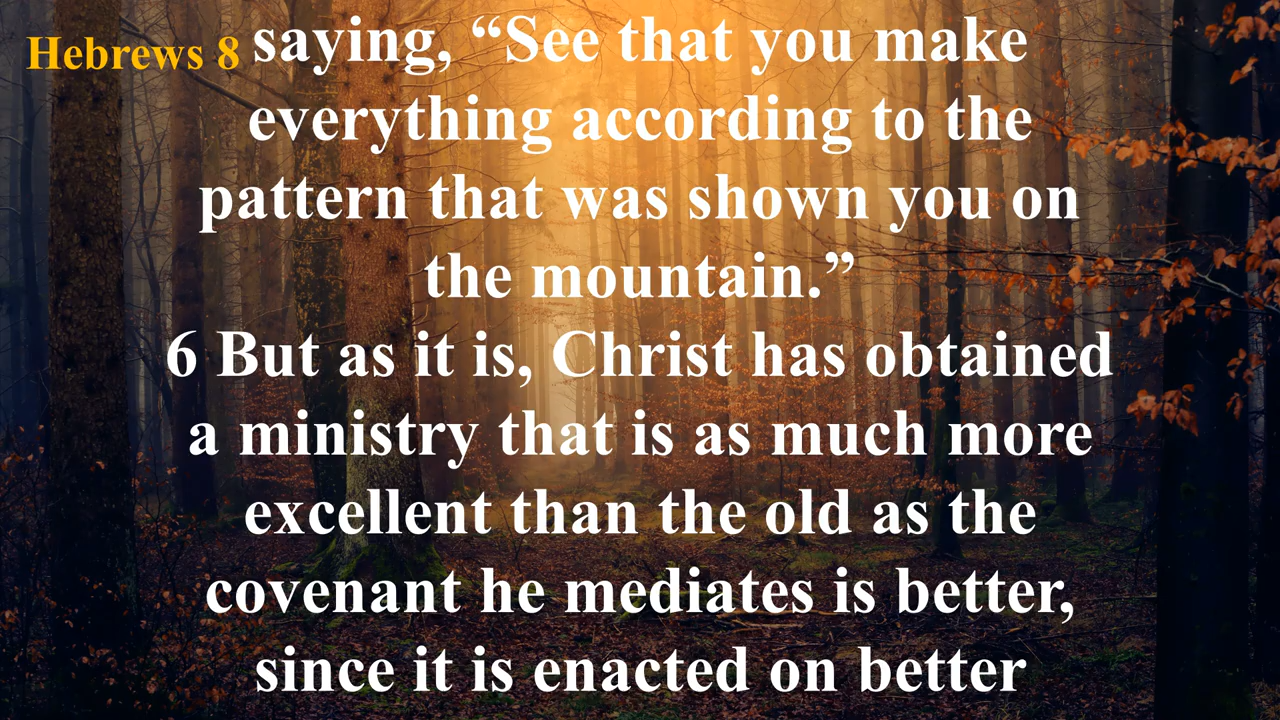 Hebrews 8
saying, “See that you make
everything according to the
pattern that was shown you on
the mountain.”
6 But as it is, Christ has obtained
a ministry that is as much more
excellent than the old as the
covenant he mediates is better,
since it is enacted on better